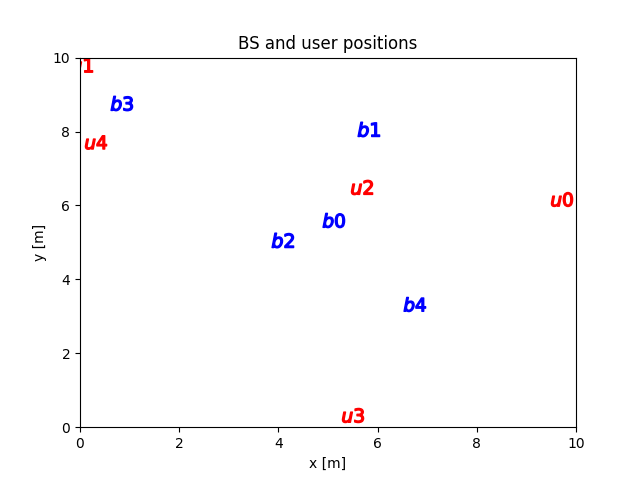 BS and user positions
10
8
6
4
2
0
y [m]
1
b3
u4
b1
u2
u0
b0
b2
b4
u3
0 2 4 6 8 10
x [m]